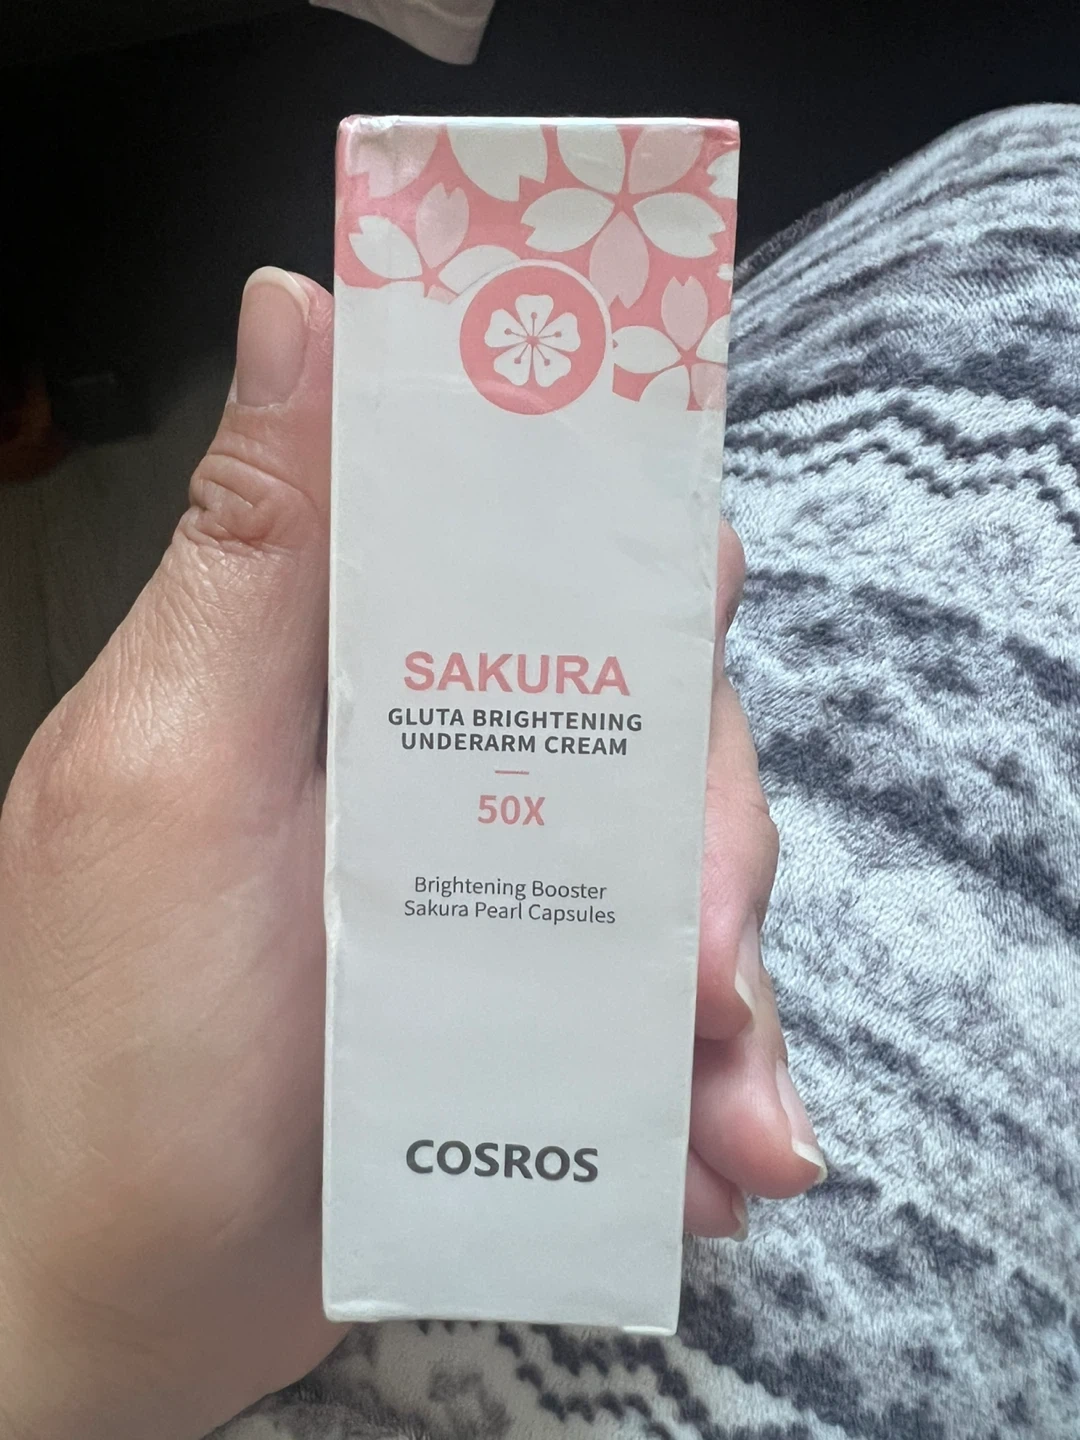 SAKURA
GLUTA BRIGHTENING
UNDERARM CREAM
50X
Brightening Booster
Sakura Pearl Capsules
COSROS